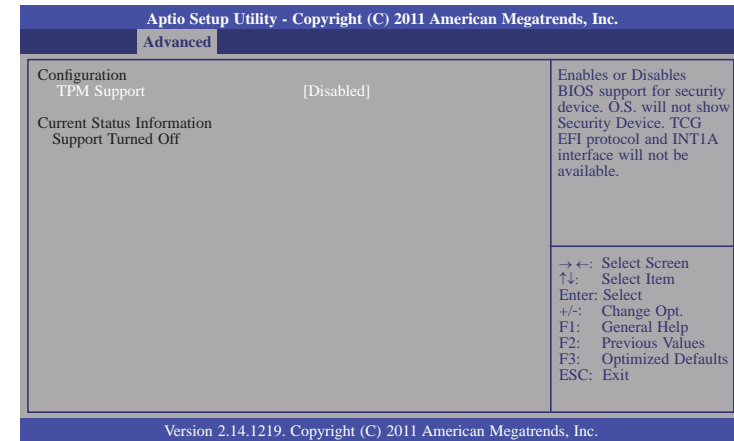 Aptio Setup Utility - Copyright (C) 2011 American Megatrends, Inc.
Advanced
Configuration
TPM Support [Disabled]
Current Status Information
Support Turned Off
Enables or Disables
BIOS support for security
device. O.S. will not show
Security Device. TCG
EFI protocol and INT1A
interface will not be
available.
→ ←: Select Screen
↑↓: Select Item
Enter: Select
+/-: Change Opt.
F1: General Help
F2: Previous Values
F3: Optimized Defaults
ESC: Exit
Version 2.14.1219. Copyright (C) 2011 American Megatrends, Inc.